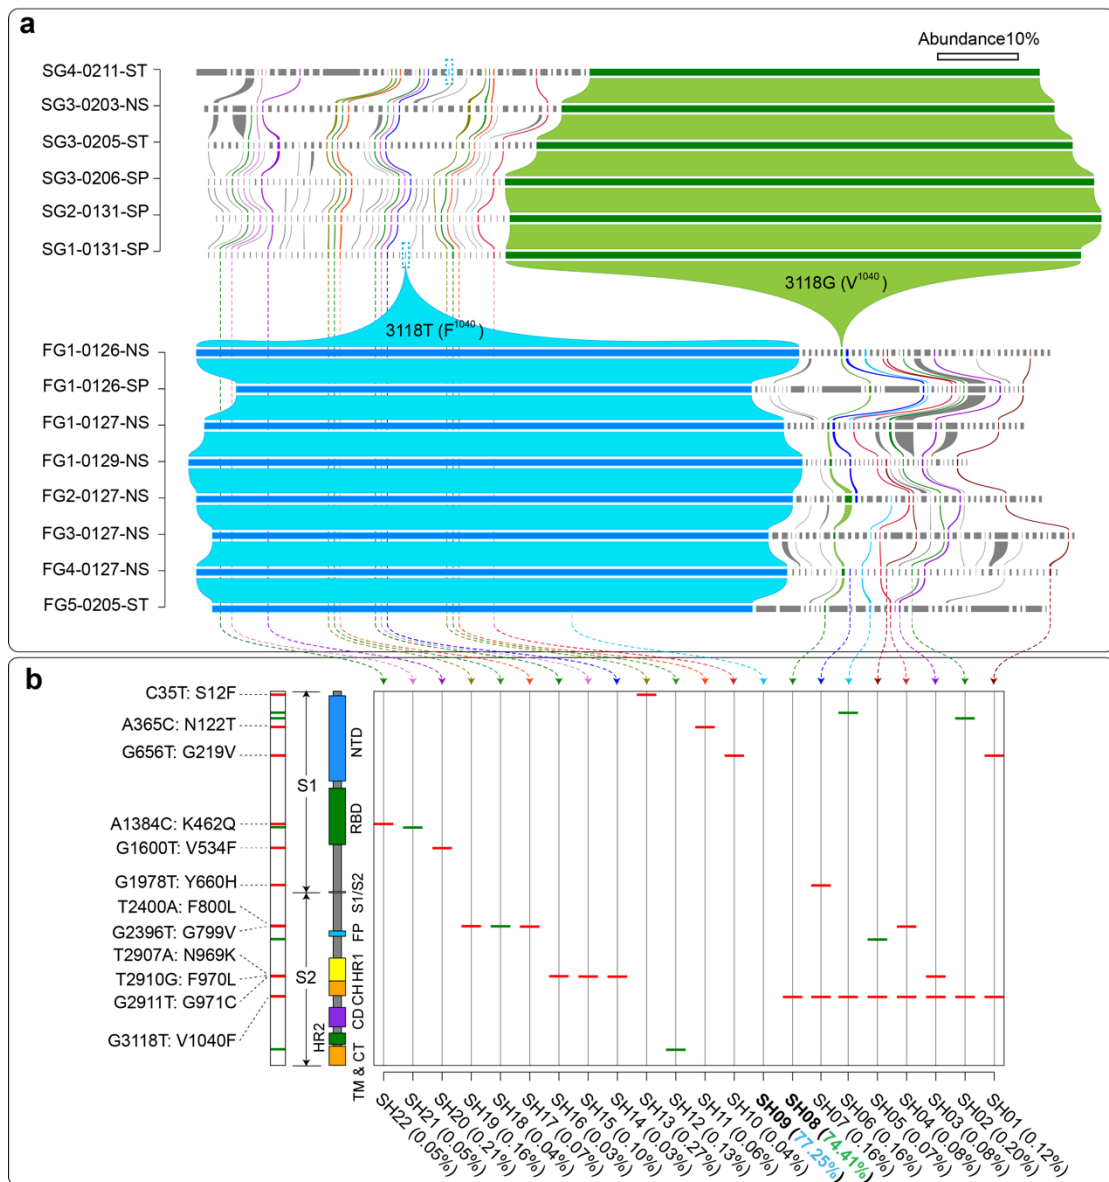 a
Abundance10%
SG4-0211-ST
SG3-0203-NS
SG3-0205-ST
SG3-0206-SP
SG2-0131-SP
SG1-0131-SP
3118G (V1040)
3118T (F1040)
FG1-0126-NS
FG1-0126-SP
FG1-0127-NS
FG1-0129-NS
FG2-0127-NS
FG3-0127-NS
FG4-0127-NS
FG5-0205-ST
b
C35T: S12F
A365C: N122T
G656T: G219V
A1384C: K462Q
G1600T: V534F
G1978T: Y660H
T2400A: F800L
G2396T: G799V
T2907A: N969K
T2910G: F970L
G2911T: G971C
G3118T: V1040F
S1
S2
HR2
NTD
RBD
S1/S2
FP
HR1
CH
CD
TM & CT
SH22 (0.05%)
SH21 (0.05%)
SH20 (0.21%)
SH19 (0.16%)
SH18 (0.04%)
SH17 (0.07%)
SH16 (0.03%)
SH15 (0.10%)
SH14 (0.03%)
SH13 (0.27%)
SH12 (0.13%)
SH11 (0.06%)
SH10 (0.04%)
SH09 (77.25%)
SH08 (74.41%)
SH07 (0.16%)
SH06 (0.16%)
SH05 (0.07%)
SH04 (0.08%)
SH03 (0.08%)
SH02 (0.20%)
SH01 (0.12%)